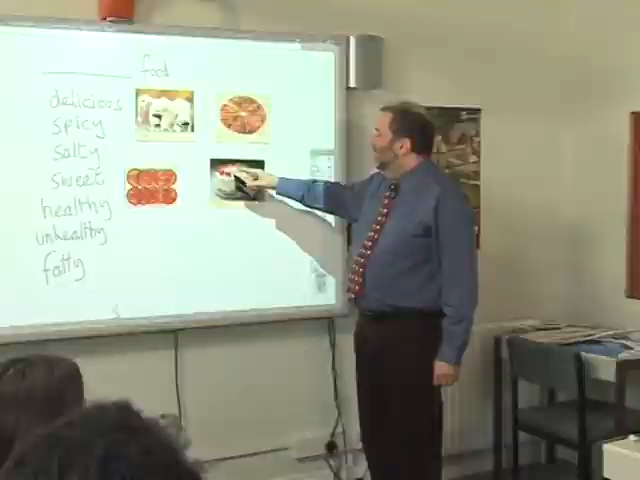 food
delicious
spicy
salty
sweet
healthy
unhealthy
fatty